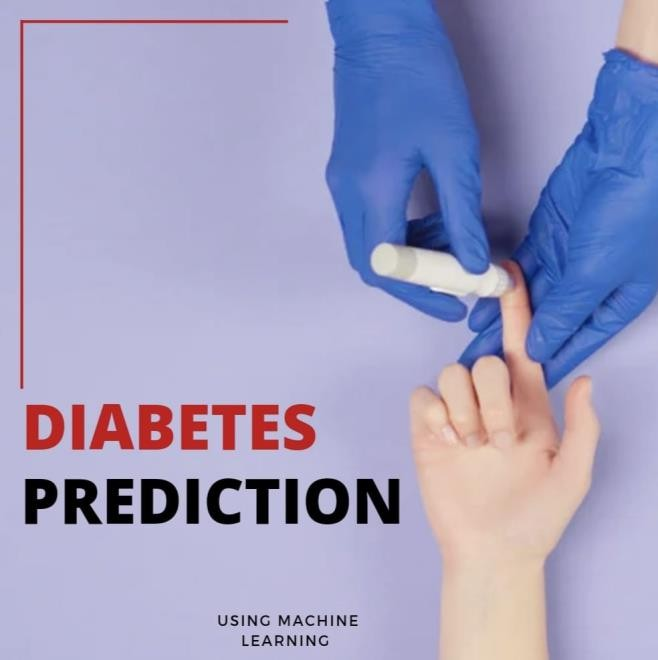 DIABETES
PREDICTION
USING MACHINE
LEARNING